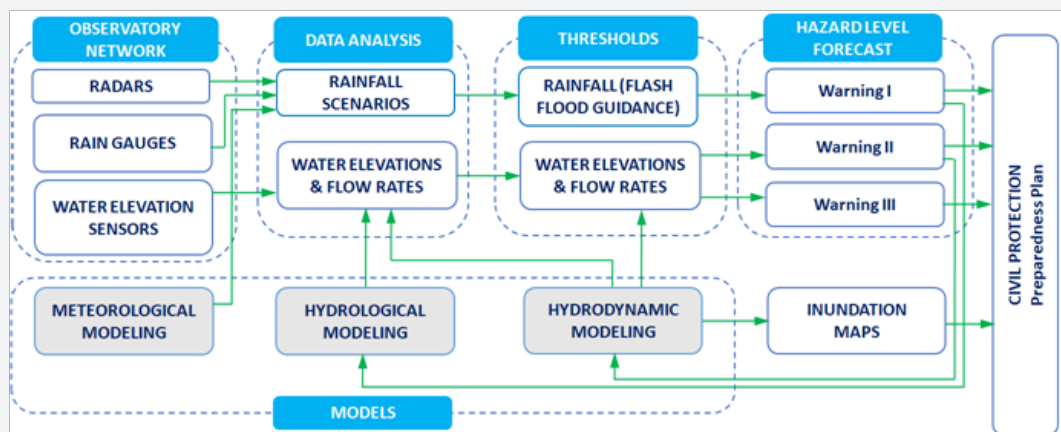 OBSERVATORY
NETWORK
DATA ANALYSIS
THRESHOLDS
HAZARD LEVEL
FORECAST
RADARS
RAIN GAUGES
WATER ELEVATION
SENSORS
RAINFALL
SCENARIOS
WATER ELEVATIONS
& FLOW RATES
RAINFALL (FLASH
FLOOD GUIDANCE)
WATER ELEVATIONS
& FLOW RATES
Warning I
Warning II
Warning III
METEOROLOGICAL
MODELING
HYDROLOGICAL
MODELING
HYDRODYNAMIC
MODELING
INUNDATION
MAPS
MODELS
CIVIL PROTECTION
Preparedness Plan